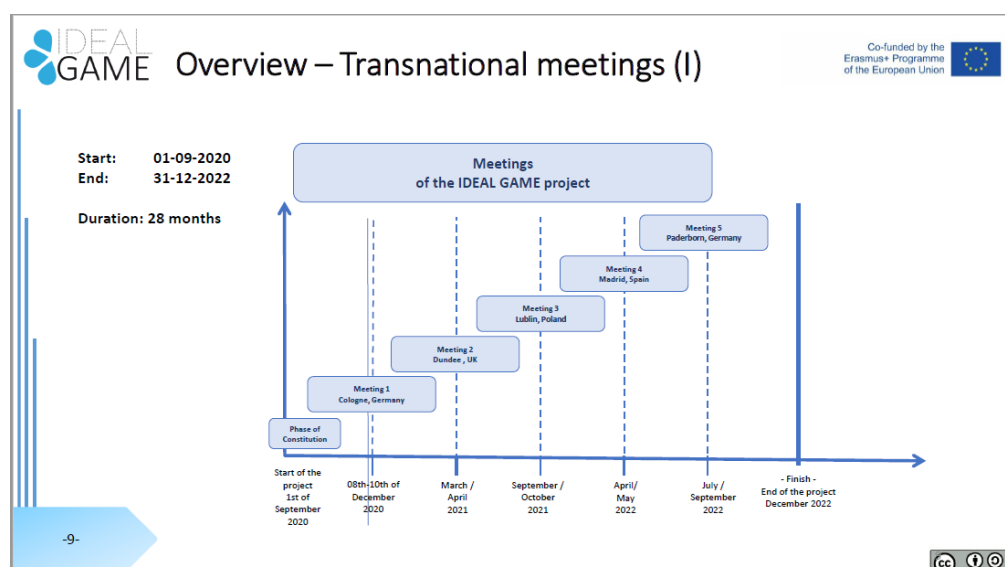 IDEAL
GAME
Overview – Transnational meetings (I)
Co-funded by the
Erasmus+ Programme
of the European Union
Start: 01-09-2020
End: 31-12-2022
Duration: 28 months
Meetings
of the IDEAL GAME project
Meeting 5
Paderborn, Germany
Meeting 4
Madrid, Spain
Meeting 3
Lublin, Poland
Meeting 2
Dundee , UK
Meeting 1
Cologne, Germany
Phase of
Constitution
Start of the
project
1st of
September
2020
08th-10th of
December
2020
March /
April
2021
September /
October
2021
April/
May
2022
July /
September
2022
- Finish -
End of the project
December 2022
-9-
cc